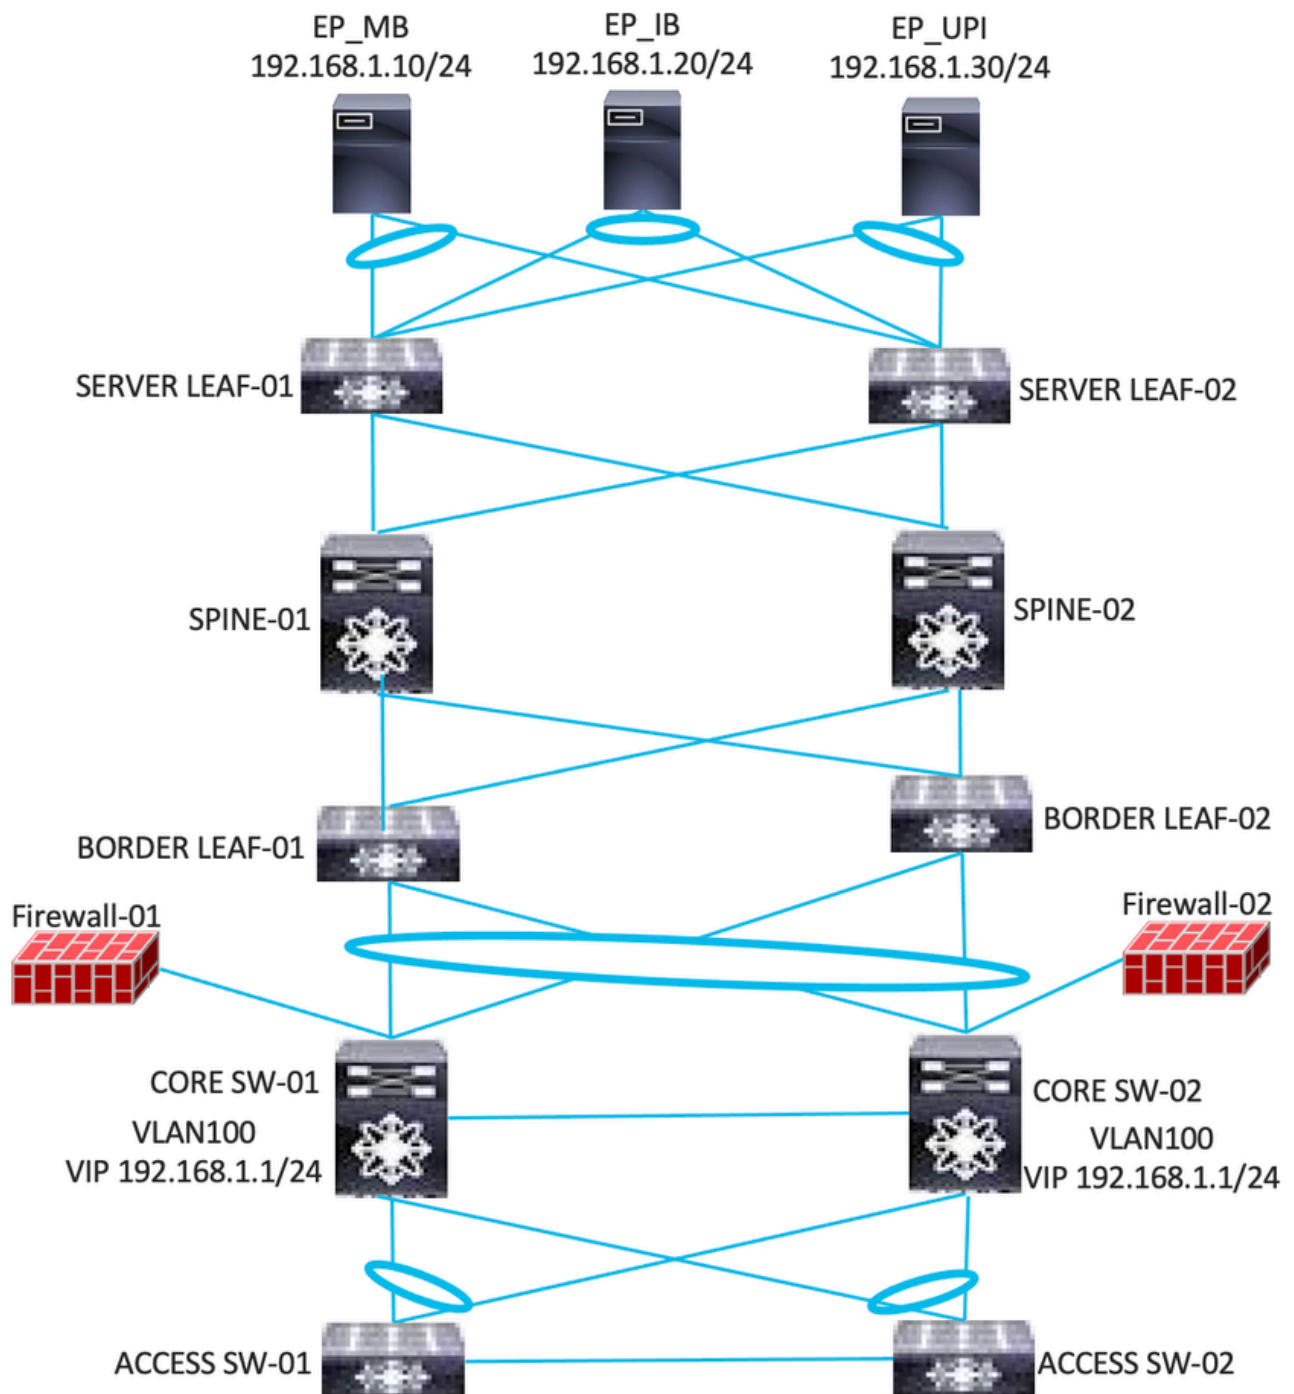 EP_MB
192.168.1.10/24
EP_IB
192.168.1.20/24
EP_UPI
192.168.1.30/24
SERVER LEAF-01
SERVER LEAF-02
SPINE-01
SPINE-02
BORDER LEAF-01
BORDER LEAF-02
Firewall-01
Firewall-02
CORE SW-01
VLAN100
VIP 192.168.1.1/24
CORE SW-02
VLAN100
VIP 192.168.1.1/24
ACCESS SW-01
ACCESS SW-02